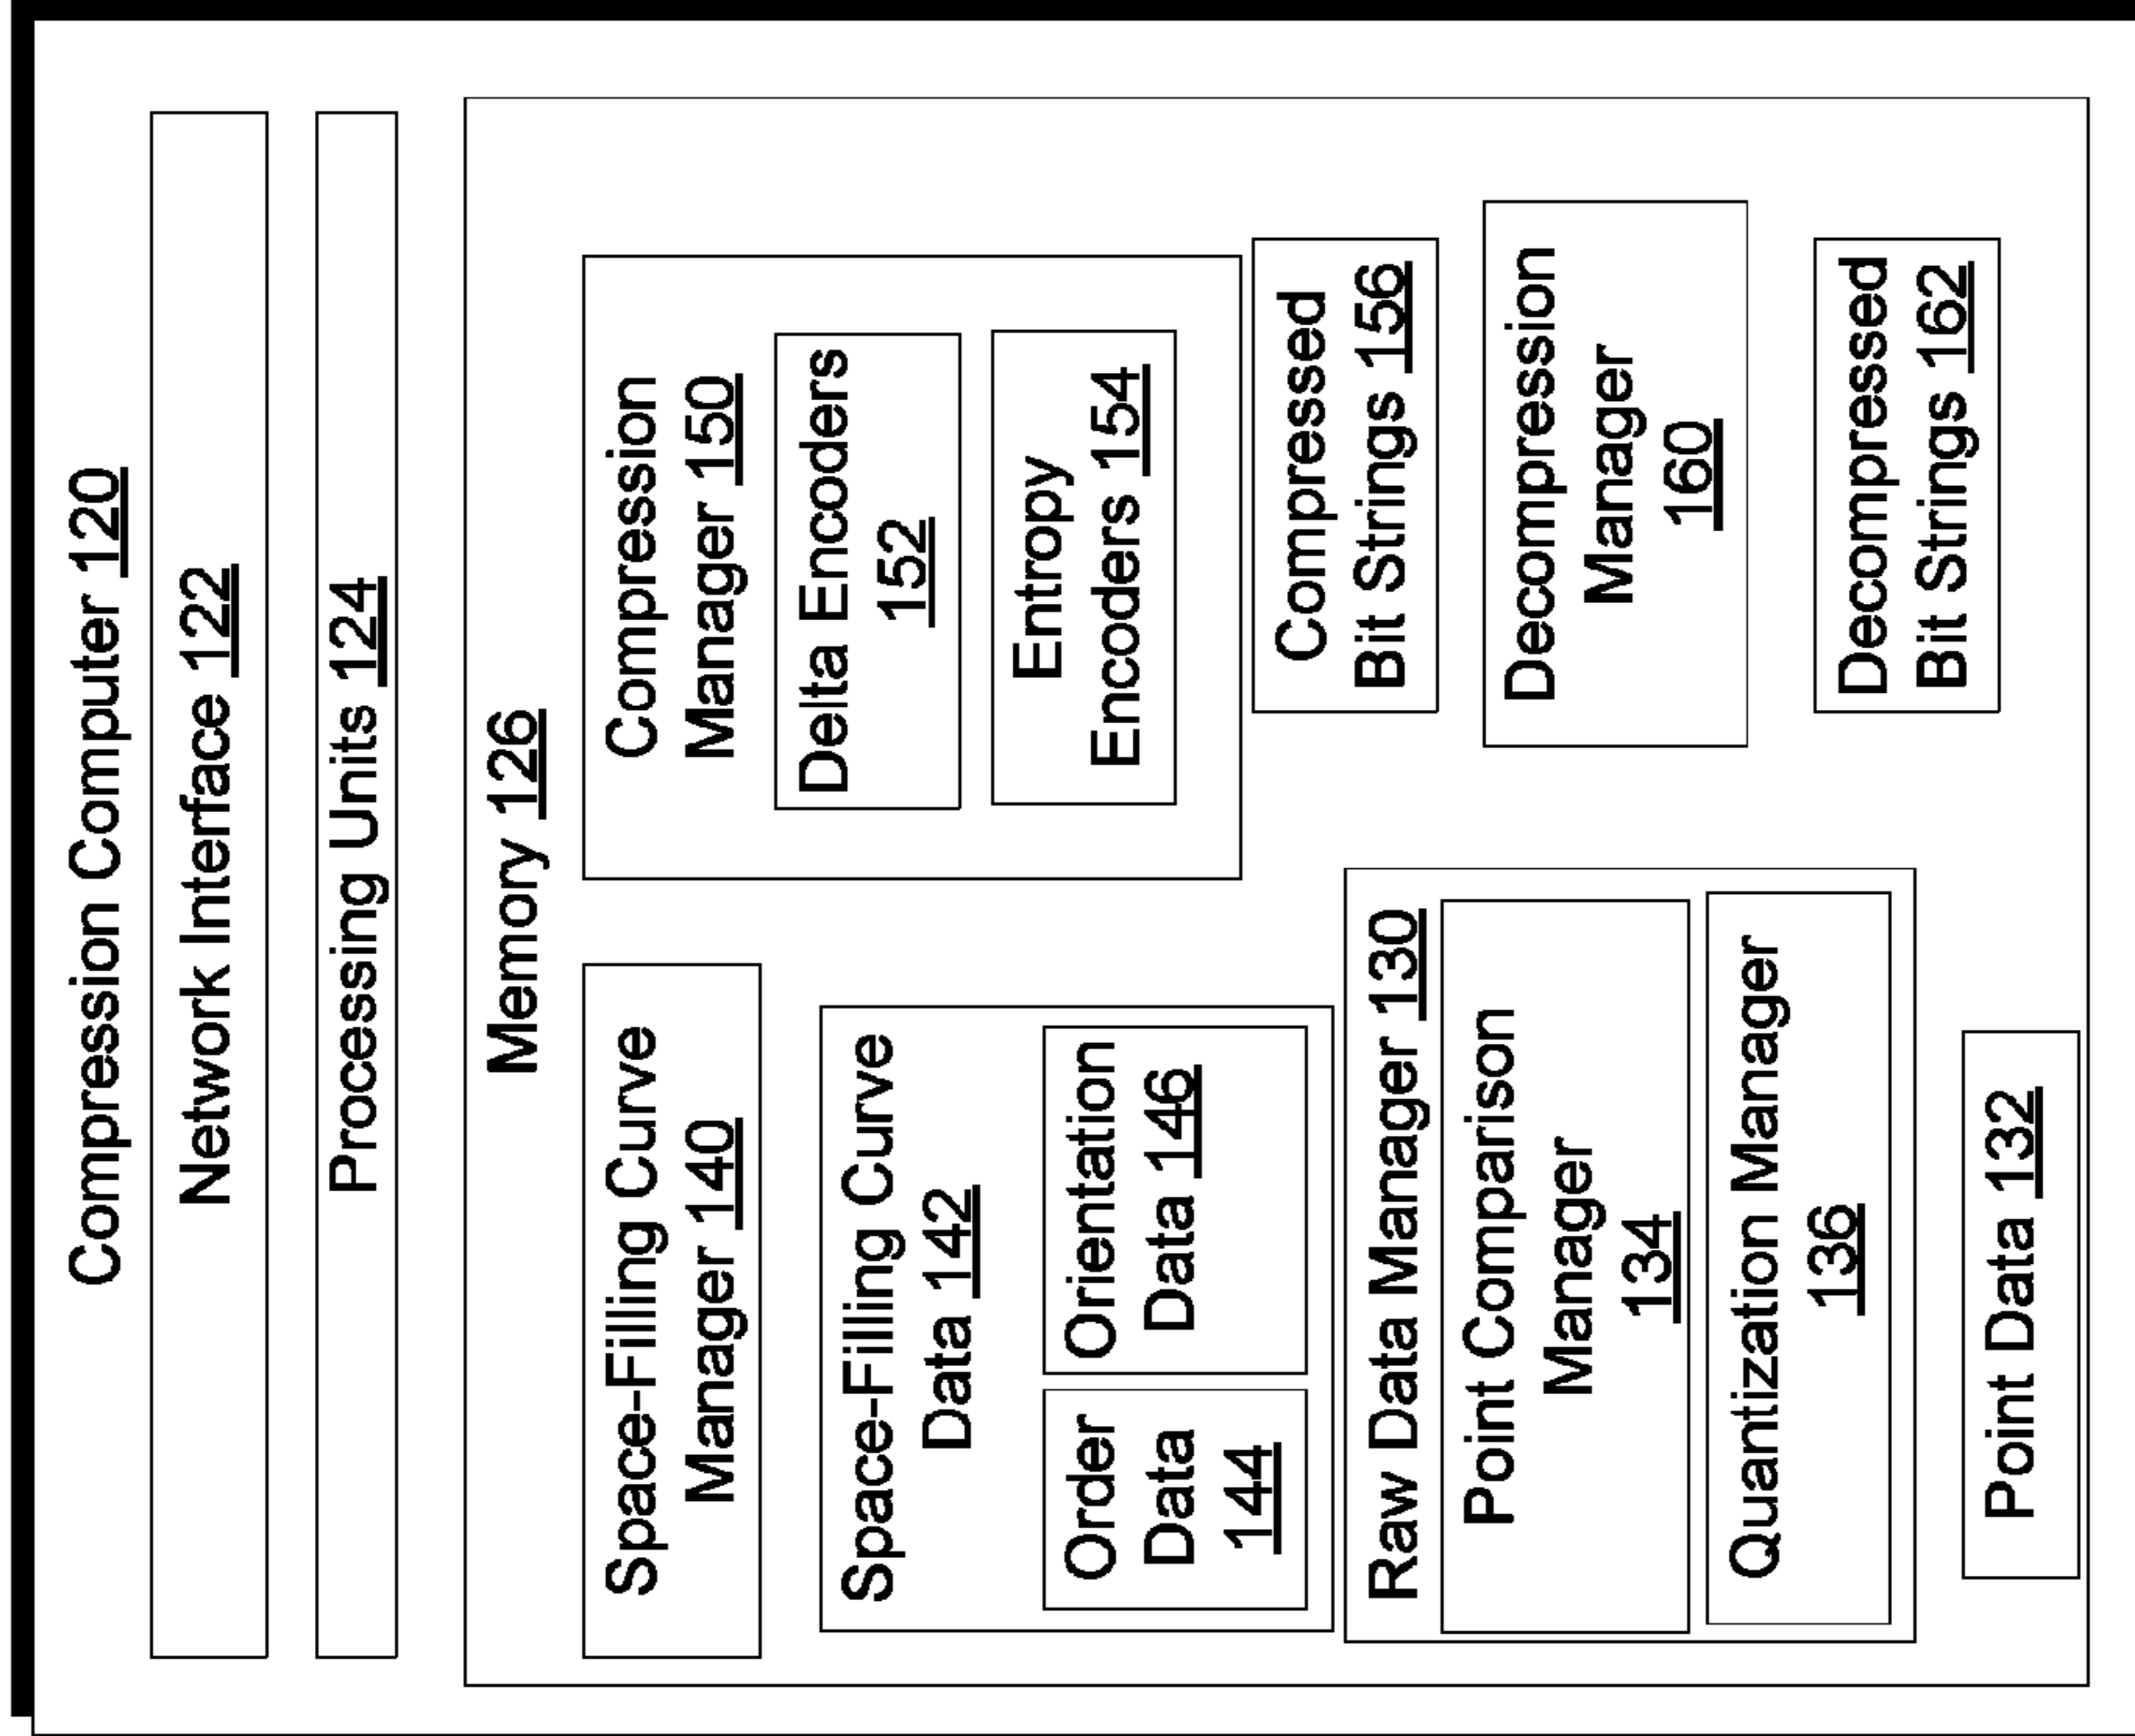 Compression Computer 120
Network Interface 122
Processing Units 124
Memory 126
Space-Filling Curve
Manager 140
Space-Filling Curve
Data 142
Order
Data
144
Orientation
Data 146
Raw Data Manager 130
Point Comparison
Manager
134
Quantization Manager
136
Point Data 132
Compression
Manager 150
Delta Encoders
152
Entropy
Encoders 154
Compressed
Bit Strings 156
Decompression
Manager
160
Decompressed
Bit Strings 162